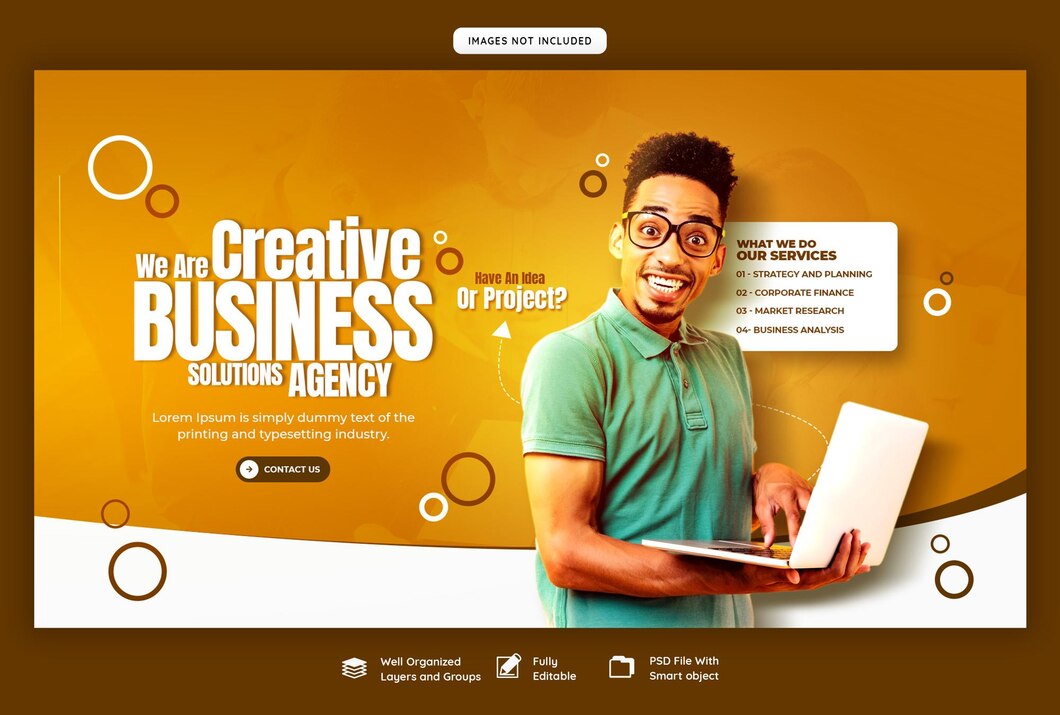 IMAGES NOT INCLUDED
We Are Creative
BUSINESS
SOLUTIONS AGENCY
Lorem Ipsum is simply dummy text of the
printing and typesetting industry.
CONTACT US
Have An Idea
Or Project?
WHAT WE DO
OUR SERVICES
01 - STRATEGY AND PLANNING
02 - CORPORATE FINANCE
03 - MARKET RESEARCH
04- BUSINESS ANALYSIS
Well Organized
Layers and Groups
Fully
Editable
PSD File With
Smart object